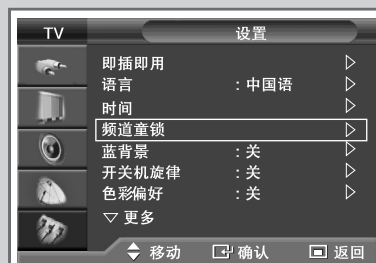 TV 设置
即插即用
语言 : 中国语
时间
频道童锁
蓝背景 : 关
开关机旋律 : 关
色彩偏好 : 关
▽ 更多
移动 确认 返回